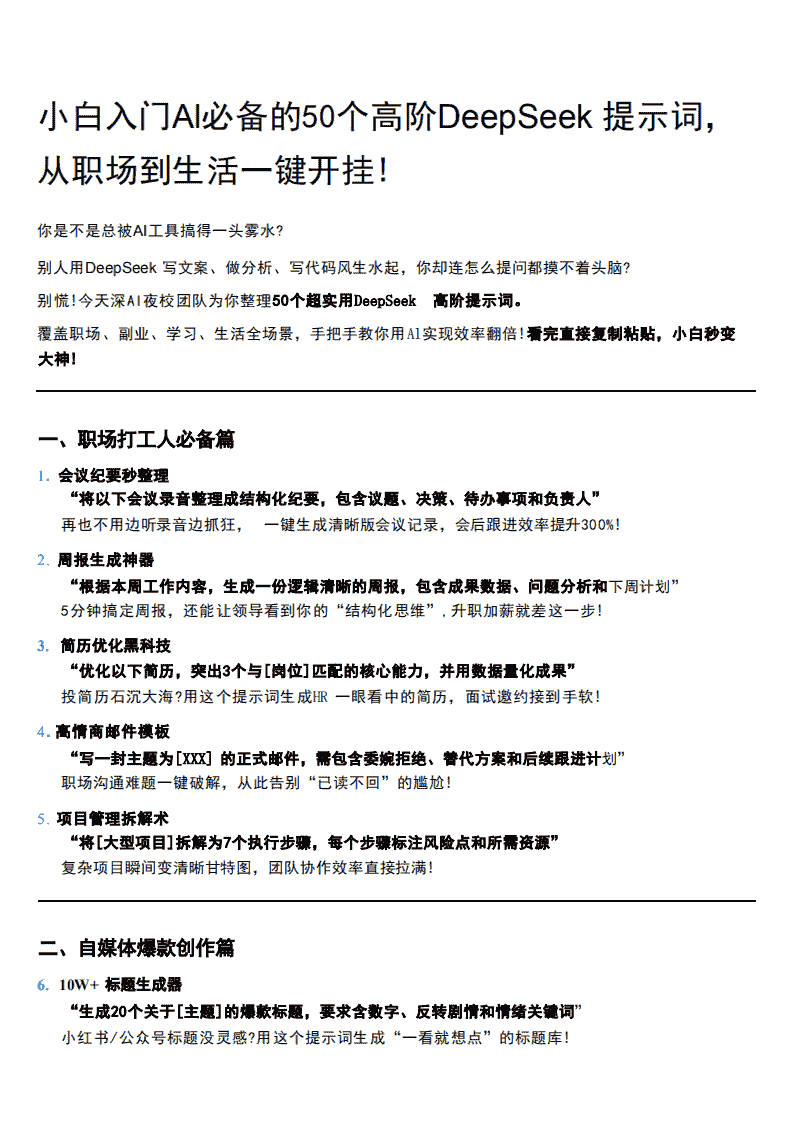 小白入门AI必备的50个高阶DeepSeek 提示词，
从职场到生活一键开挂!
你是不是总被AI工具搞得一头雾水?
别人用DeepSeek 写文案、做分析、写代码风生水起，你却连怎么提问都摸不着头脑?
别慌!今天深AI夜校团队为你整理50个超实用DeepSeek 高阶提示词。
覆盖职场、副业、学习、生活全场景，手把手教你用Al实现效率翻倍!看完直接复制粘贴，小白秒变
大神!
一、职场打工人必备篇
1. 会议纪要秒整理
“将以下会议录音整理成结构化纪要，包含议题、决策、待办事项和负责人”
再也不用边听录音边抓狂， 一键生成清晰版会议记录，会后跟进效率提升300%!
2. 周报生成神器
“根据本周工作内容，生成一份逻辑清晰的周报，包含成果数据、问题分析和下周计划”
5分钟搞定周报，还能让领导看到你的“结构化思维”,升职加薪就差这一步!
3. 简历优化黑科技
“优化以下简历，突出3个与[岗位]匹配的核心能力，并用数据量化成果”
投简历石沉大海?用这个提示词生成HR 一眼看中的简历，面试邀约接到手软!
4. 高情商邮件模板
“写一封主题为[XXX] 的正式邮件，需包含委婉拒绝、替代方案和后续跟进计划”
职场沟通难题一键破解，从此告别“已读不回”的尴尬!
5. 项目管理拆解术
“将[大型项目]拆解为7个执行步骤，每个步骤标注风险点和所需资源”
复杂项目瞬间变清晰甘特图，团队协作效率直接拉满!
二、自媒体爆款创作篇
6. 10W+ 标题生成器
“生成20个关于[主题]的爆款标题，要求含数字、反转剧情和情绪关键词”
小红书/公众号标题没灵感?用这个提示词生成“一看就想点”的标题库!